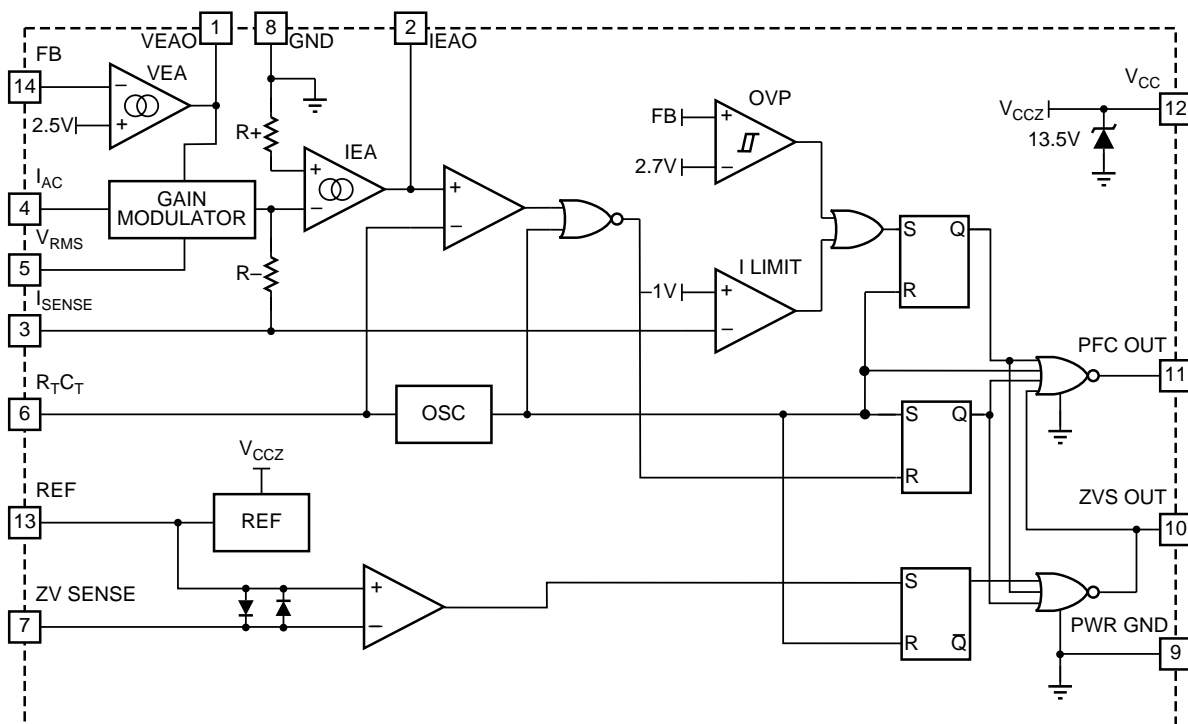 1
8
2
VEAO
GND
IEAO
FB
VEA
14
−
2.5V
+
OVP
FB
+
2.7V
−
V_CC
V_CCZ
12
13.5V
R+
IEA
+
−
I_AC
4
GAIN
MODULATOR
V_RMS
5
R−
+
−
I_SENSE
3
I LIMIT
−1V
+
−
S
Q
R
PFC OUT
11
R_TC_T
6
OSC
S
Q
R
V_CCZ
REF
13
REF
ZVS OUT
10
ZV SENSE
7
+
−
S
R
Q̅
PWR GND
9